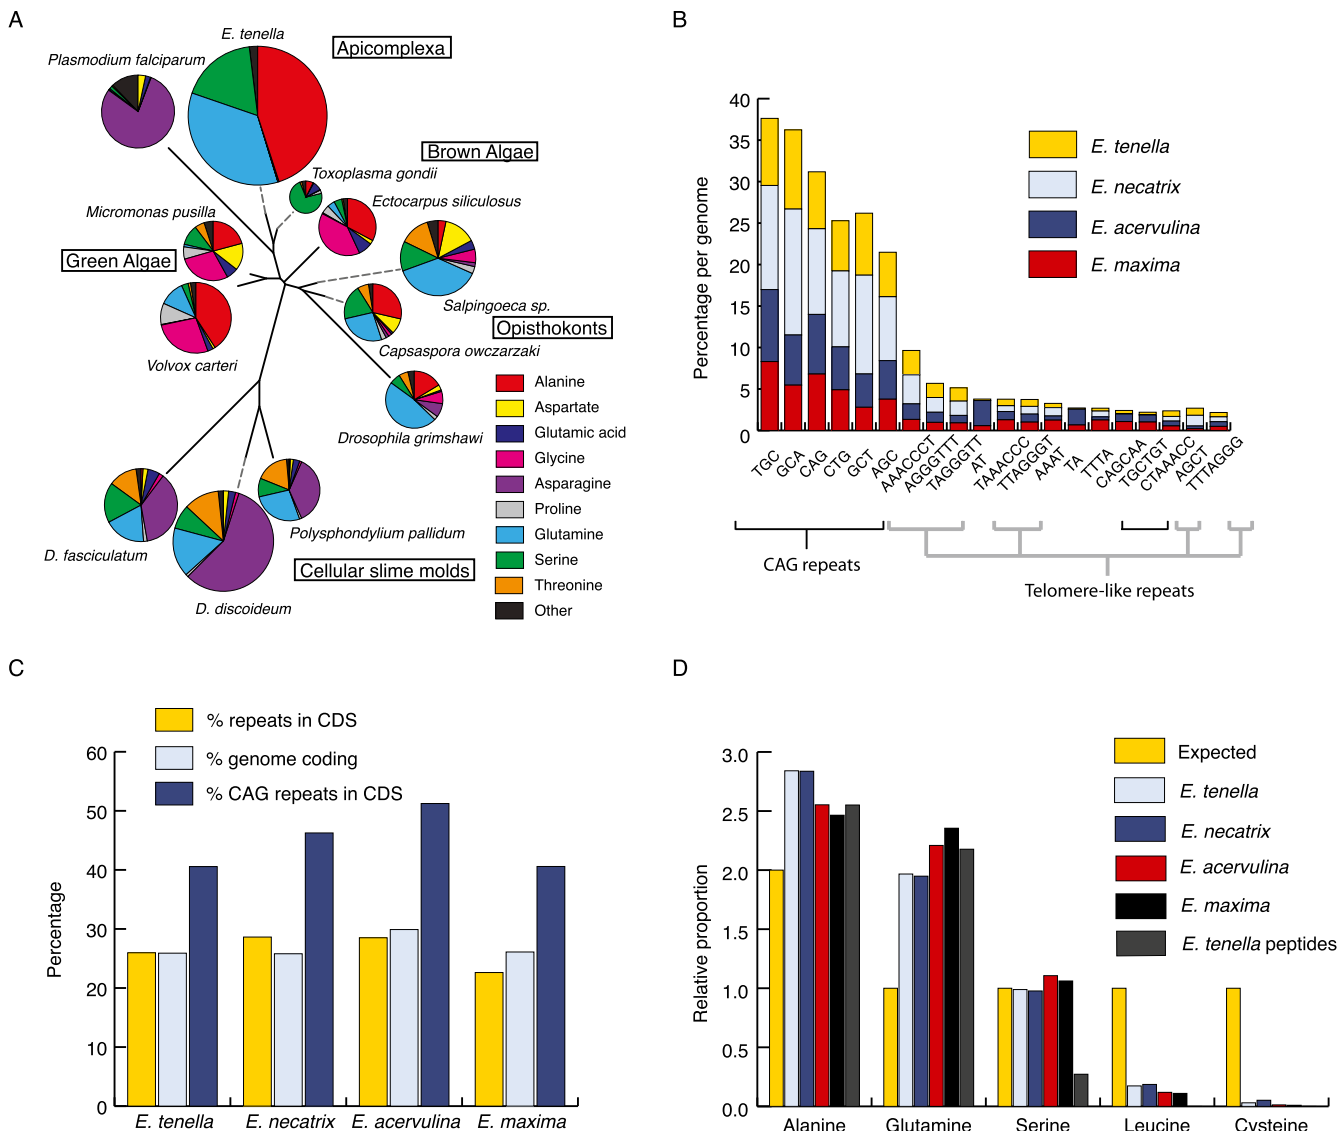 A
E. tenella
Apicomplexa
Plasmodium falciparum
Brown Algae
Toxoplasma gondii
Ectocarpus siliculosus
Micromonas pusilla
Green Algae
Salpingoeca sp.
Opisthokonts
Capsaspora owczarzaki
Volvox carteri
Drosophila grimshawi
Alanine
Aspartate
Glutamic acid
Glycine
Asparagine
Proline
Glutamine
Serine
Threonine
Other
Polysphondylium pallidum
D. fasciculatum
Cellular slime molds
D. discoideum
B
Percentage per genome
40
35
30
25
20
15
10
5
0
E. tenella
E. necatrix
E. acervulina
E. maxima
TGC
GCA
CAG
CTG
GCT
AGC
AAACCCT
AGGGTTT
TAGGGTT
AT
TAAACCC
TTAGGGT
AAAT
TA
TTTA
CAGCAA
TGCTGT
CTAAACC
AGCT
TTTAGGG
CAG repeats
Telomere-like repeats
C
% repeats in CDS
% genome coding
% CAG repeats in CDS
Percentage
60
50
40
30
20
10
0
E. tenella
E. necatrix
E. acervulina
E. maxima
D
Relative proportion
3.0
2.5
2.0
1.5
1.0
0.5
0.0
Expected
E. tenella
E. necatrix
E. acervulina
E. maxima
E. tenella peptides
Alanine
Glutamine
Serine
Leucine
Cysteine